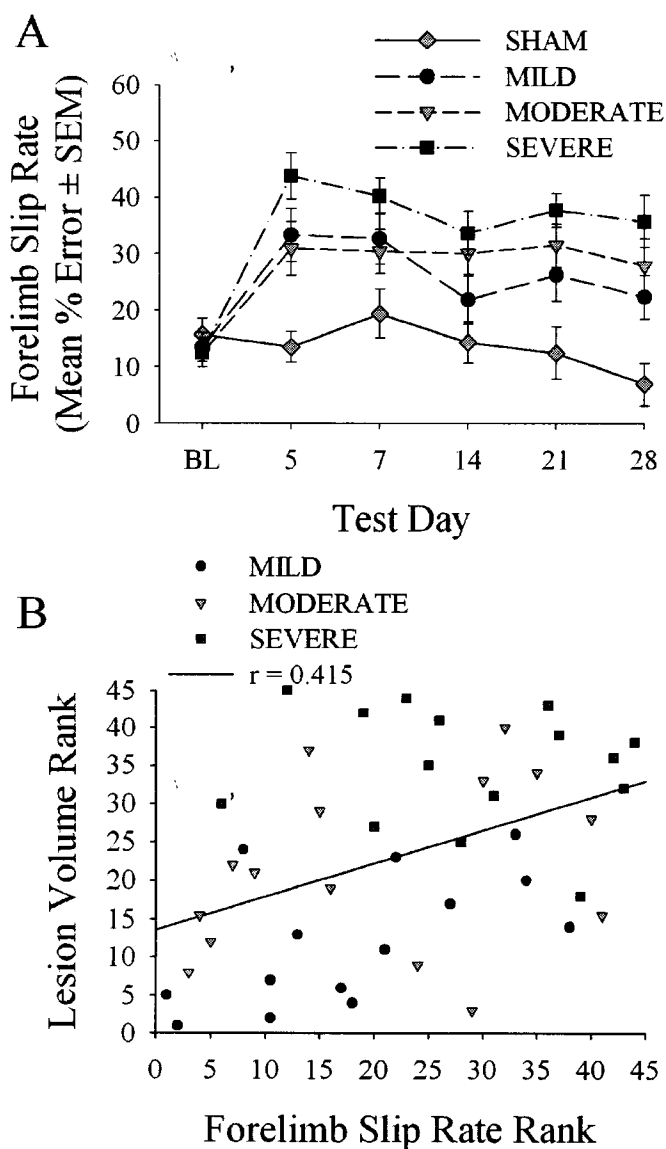 A
SHAM
MILD
MODERATE
SEVERE
Forelimb Slip Rate
(Mean % Error ± SEM)
60
50
40
30
20
10
0
BL 5 7 14 21 28
Test Day
B
MILD
MODERATE
SEVERE
r = 0.415
Lesion Volume Rank
45
40
35
30
25
20
15
10
5
0
0 5 10 15 20 25 30 35 40 45
Forelimb Slip Rate Rank